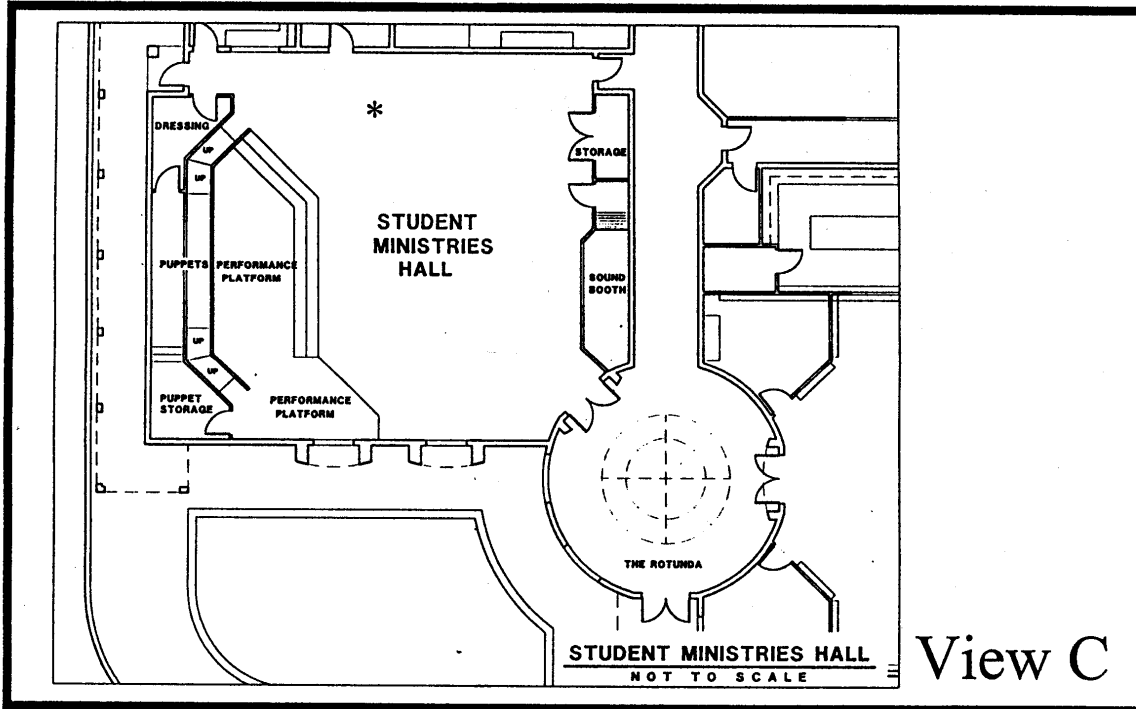 *
DRESSING
UP
UP
STORAGE
STUDENT
MINISTRIES
HALL
PUPPETS
PERFORMANCE
PLATFORM
SOUND
BOOTH
UP
UP
PUPPET
STORAGE
PERFORMANCE
PLATFORM
THE ROTUNDA
STUDENT MINISTRIES HALL
NOT TO SCALE
View C